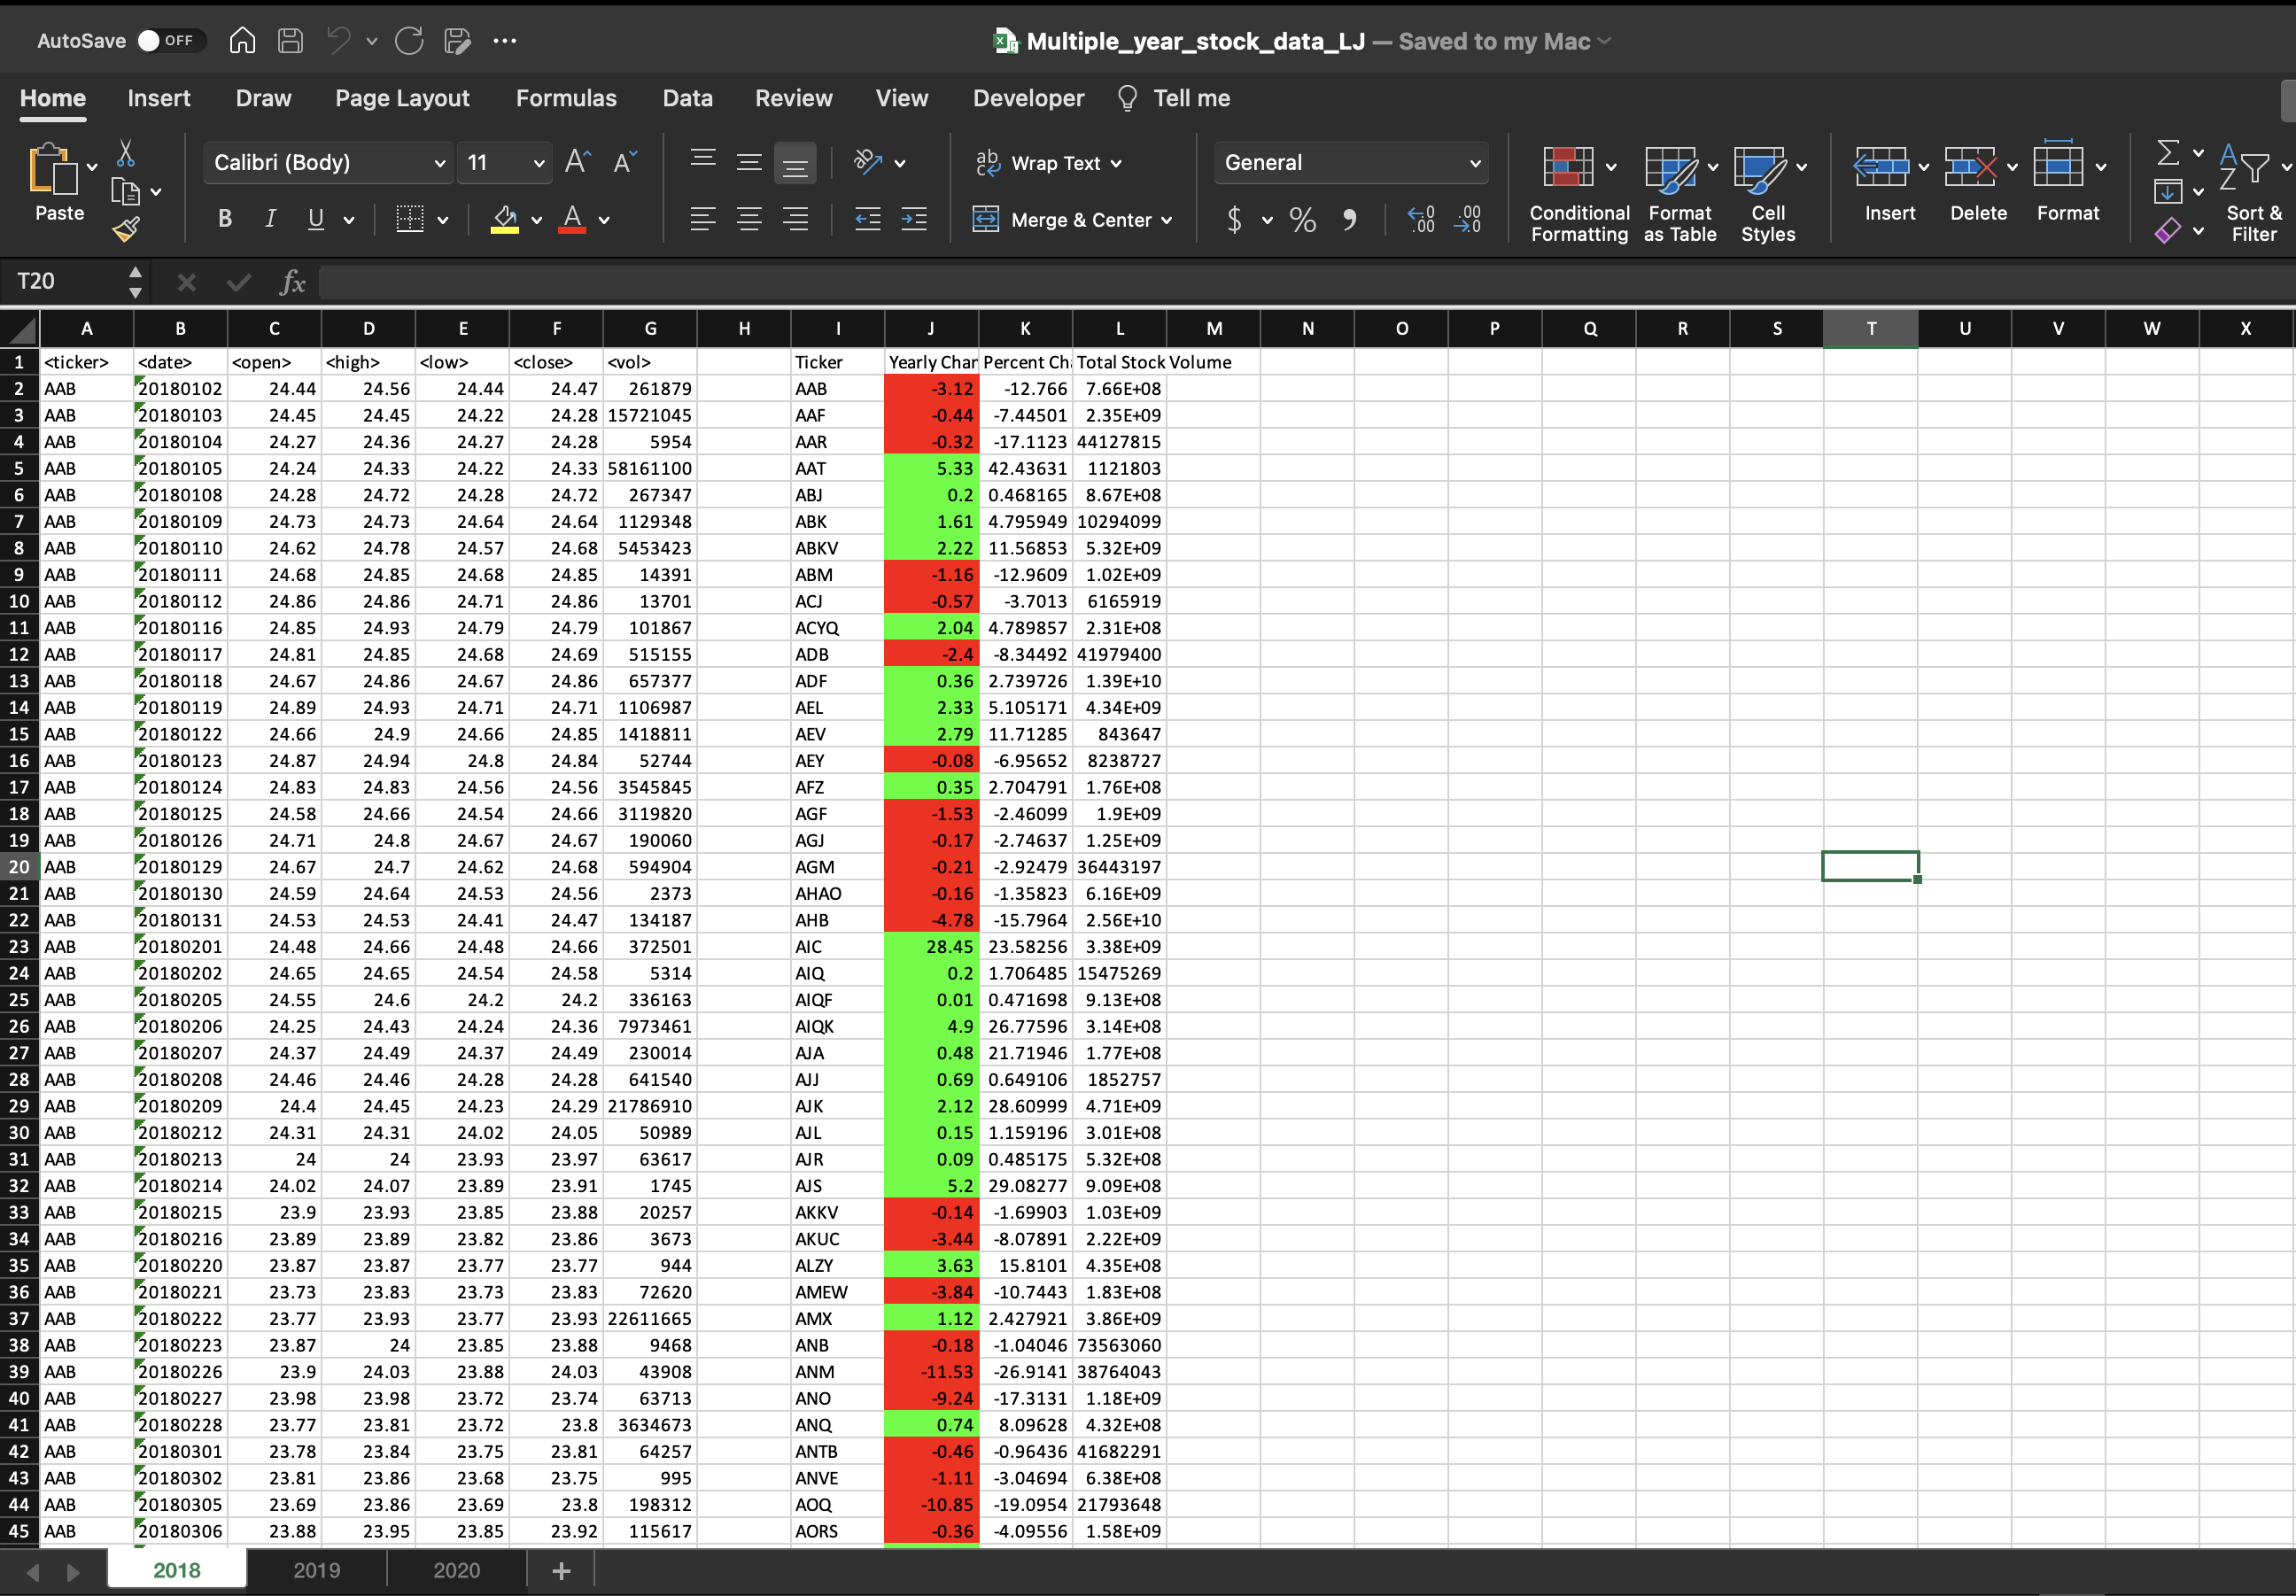 AutoSave OFF Multiple_year_stock_data_LJ — Saved to my Mac
Home Insert Draw Page Layout Formulas Data Review View Developer Tell me
Paste Calibri (Body) 11 A A Wrap Text General Conditional Formatting Format as Table Cell Styles Insert Delete Format Sort & Filter
B I U A Merge & Center $ %
T20 fx
A B C D E F G H I J K L M N O P Q R S T U V W X
1 <ticker> <date> <open> <high> <low> <close> <vol> Ticker Yearly Char Percent Ch Total Stock Volume
2 AAB 20180102 24.44 24.56 24.44 24.47 261879 AAB -3.12 -12.766 7.66E+08
3 AAB 20180103 24.45 24.45 24.22 24.28 15721045 AAF -0.44 -7.44501 2.35E+09
4 AAB 20180104 24.27 24.36 24.27 24.28 5954 AAR -0.32 -17.1123 44127815
5 AAB 20180105 24.24 24.33 24.22 24.33 58161100 AAT 5.33 42.43631 1121803
6 AAB 20180108 24.28 24.72 24.28 24.72 267347 ABJ 0.2 0.468165 8.67E+08
7 AAB 20180109 24.73 24.73 24.64 24.64 1129348 ABK 1.61 4.795949 10294099
8 AAB 20180110 24.62 24.78 24.57 24.68 5453423 ABKV 2.22 11.56853 5.32E+09
9 AAB 20180111 24.68 24.85 24.68 24.85 14391 ABM -1.16 -12.9609 1.02E+09
10 AAB 20180112 24.86 24.86 24.71 24.86 13701 ACJ -0.57 -3.7013 6165919
11 AAB 20180116 24.85 24.93 24.79 24.79 101867 ACYQ 2.04 4.789857 2.31E+08
12 AAB 20180117 24.81 24.85 24.68 24.69 515155 ADB -2.4 -8.34492 41979400
13 AAB 20180118 24.67 24.86 24.67 24.86 657377 ADF 0.36 2.739726 1.39E+10
14 AAB 20180119 24.89 24.93 24.71 24.71 1106987 AEL 2.33 5.105171 4.34E+09
15 AAB 20180122 24.66 24.9 24.66 24.85 1418811 AEV 2.79 11.71285 843647
16 AAB 20180123 24.87 24.94 24.8 24.84 52744 AEY -0.08 -6.95652 8238727
17 AAB 20180124 24.83 24.83 24.56 24.56 3545845 AFZ 0.35 2.704791 1.76E+08
18 AAB 20180125 24.58 24.66 24.54 24.66 3119820 AGF -1.53 -2.46099 1.9E+09
19 AAB 20180126 24.71 24.8 24.67 24.67 190060 AGJ -0.17 -2.74637 1.25E+09
20 AAB 20180129 24.67 24.7 24.62 24.68 594904 AGM -0.21 -2.92479 36443197
21 AAB 20180130 24.59 24.64 24.53 24.56 2373 AHAO -0.16 -1.35823 6.16E+09
22 AAB 20180131 24.53 24.53 24.41 24.47 134187 AHB -4.78 -15.7964 2.56E+10
23 AAB 20180201 24.48 24.66 24.48 24.66 372501 AIC 28.45 23.58256 3.38E+09
24 AAB 20180202 24.65 24.65 24.54 24.58 5314 AIQ 0.2 1.706485 15475269
25 AAB 20180205 24.55 24.6 24.2 24.2 336163 AIQF 0.01 0.471698 9.13E+08
26 AAB 20180206 24.25 24.43 24.24 24.36 7973461 AIQK 4.9 26.77596 3.14E+08
27 AAB 20180207 24.37 24.49 24.37 24.49 230014 AJA 0.48 21.71946 1.77E+08
28 AAB 20180208 24.46 24.46 24.28 24.28 641540 AJJ 0.69 0.649106 1852757
29 AAB 20180209 24.4 24.45 24.23 24.29 21786910 AJK 2.12 28.60999 4.71E+09
30 AAB 20180212 24.31 24.31 24.02 24.05 50989 AJL 0.15 1.159196 3.01E+08
31 AAB 20180213 24 24 23.93 23.97 63617 AJR 0.09 0.485175 5.32E+08
32 AAB 20180214 24.02 24.07 23.89 23.91 1745 AJS 5.2 29.08277 9.09E+08
33 AAB 20180215 23.9 23.93 23.85 23.88 20257 AKKV -0.14 -1.69903 1.03E+09
34 AAB 20180216 23.89 23.89 23.82 23.86 3673 AKUC -3.44 -8.07891 2.22E+09
35 AAB 20180220 23.87 23.87 23.77 23.77 944 ALZY 3.63 15.8101 4.35E+08
36 AAB 20180221 23.73 23.83 23.73 23.83 72620 AMEW -3.84 -10.7443 1.83E+08
37 AAB 20180222 23.77 23.93 23.77 23.93 22611665 AMX 1.12 2.427921 3.86E+09
38 AAB 20180223 23.87 24 23.85 23.88 9468 ANB -0.18 -1.04046 73563060
39 AAB 20180226 23.9 24.03 23.88 24.03 43908 ANM -11.53 -26.9141 38764043
40 AAB 20180227 23.98 23.98 23.72 23.74 63713 ANO -9.24 -17.3131 1.18E+09
41 AAB 20180228 23.77 23.81 23.72 23.8 3634673 ANQ 0.74 8.09628 4.32E+08
42 AAB 20180301 23.78 23.84 23.75 23.81 64257 ANTB -0.46 -0.96436 41682291
43 AAB 20180302 23.81 23.86 23.68 23.75 995 ANVE -1.11 -3.04694 6.38E+08
44 AAB 20180305 23.69 23.86 23.69 23.8 198312 AOQ -10.85 -19.0954 21793648
45 AAB 20180306 23.88 23.95 23.85 23.92 115617 AORS -0.36 -4.09556 1.58E+09
2018 2019 2020 +